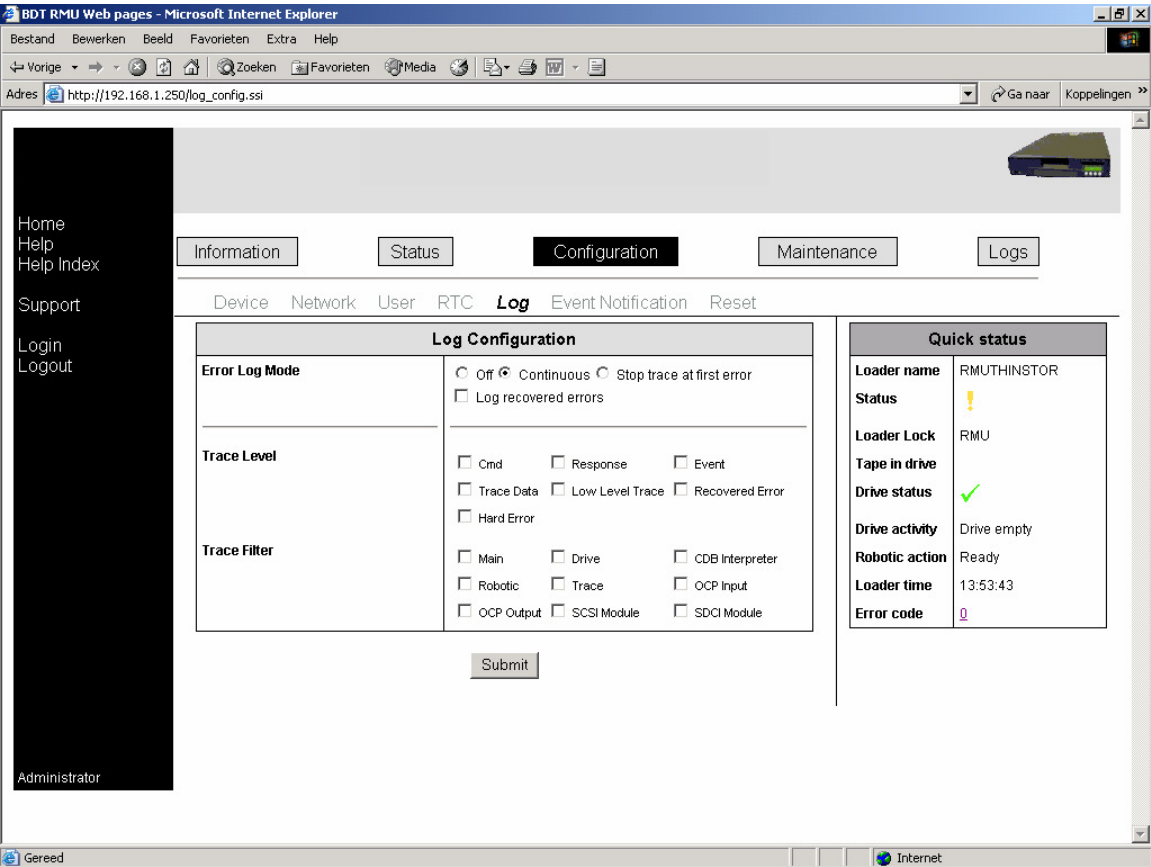 BDT RMU Web pages - Microsoft Internet Explorer
Bestand Bewerken Beeld Favorieten Extra Help
Vorige Zoeken Favorieten Media
Adres http://192.168.1.250/log_config.ssi Ga naar Koppelingen »
Home
Help
Help Index
Support
Login
Logout
Administrator
Information Status Configuration Maintenance Logs
Device Network User RTC Log Event Notification Reset
Log Configuration
Error Log Mode
Off Continuous Stop trace at first error
Log recovered errors
Trace Level
Cmd Response Event
Trace Data Low Level Trace Recovered Error
Hard Error
Trace Filter
Main Drive CDB Interpreter
Robotic Trace OCP Input
OCP Output SCSI Module SDCI Module
Submit
Quick status
Loader name RMUTHINSTOR
Status
Loader Lock RMU
Tape in drive
Drive status
Drive activity Drive empty
Robotic action Ready
Loader time 13:53:43
Error code 0
Gereed Internet